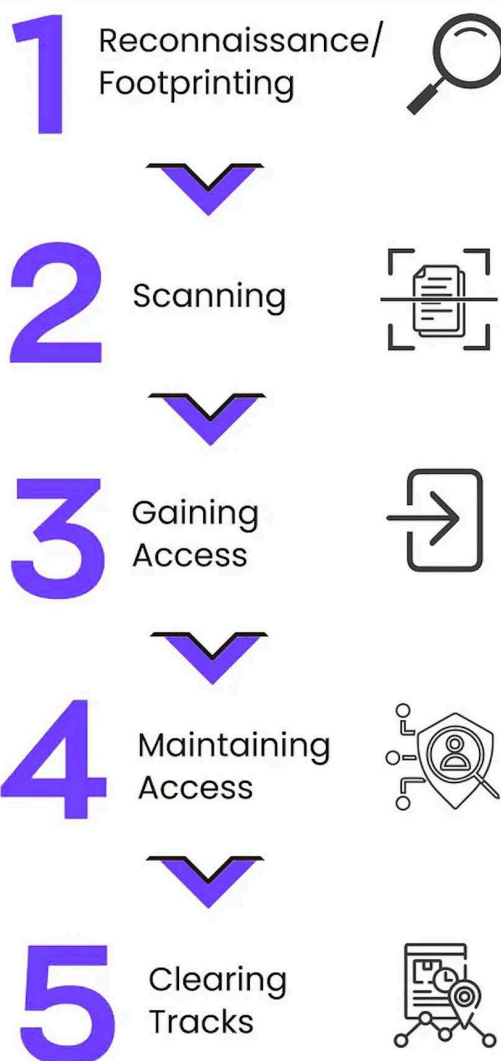 1
Reconnaissance/
Footprinting
2
Scanning
3
Gaining
Access
4
Maintaining
Access
5
Clearing
Tracks